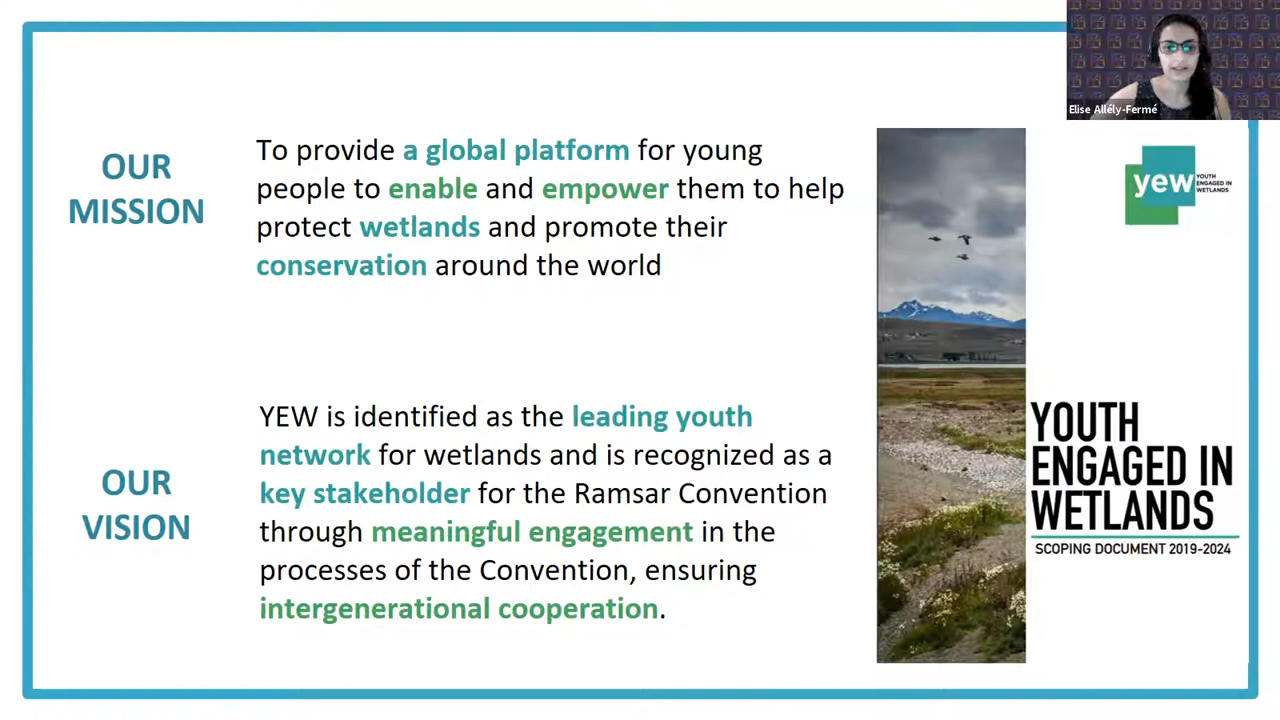 Elise Allély-Fermé
OUR
MISSION
To provide a global platform for young
people to enable and empower them to help
protect wetlands and promote their
conservation around the world
OUR
VISION
YEW is identified as the leading youth
network for wetlands and is recognized as a
key stakeholder for the Ramsar Convention
through meaningful engagement in the
processes of the Convention, ensuring
intergenerational cooperation.
yew
YOUTH
ENGAGED IN
WETLANDS
YOUTH
ENGAGED IN
WETLANDS
SCOPING DOCUMENT 2019-2024